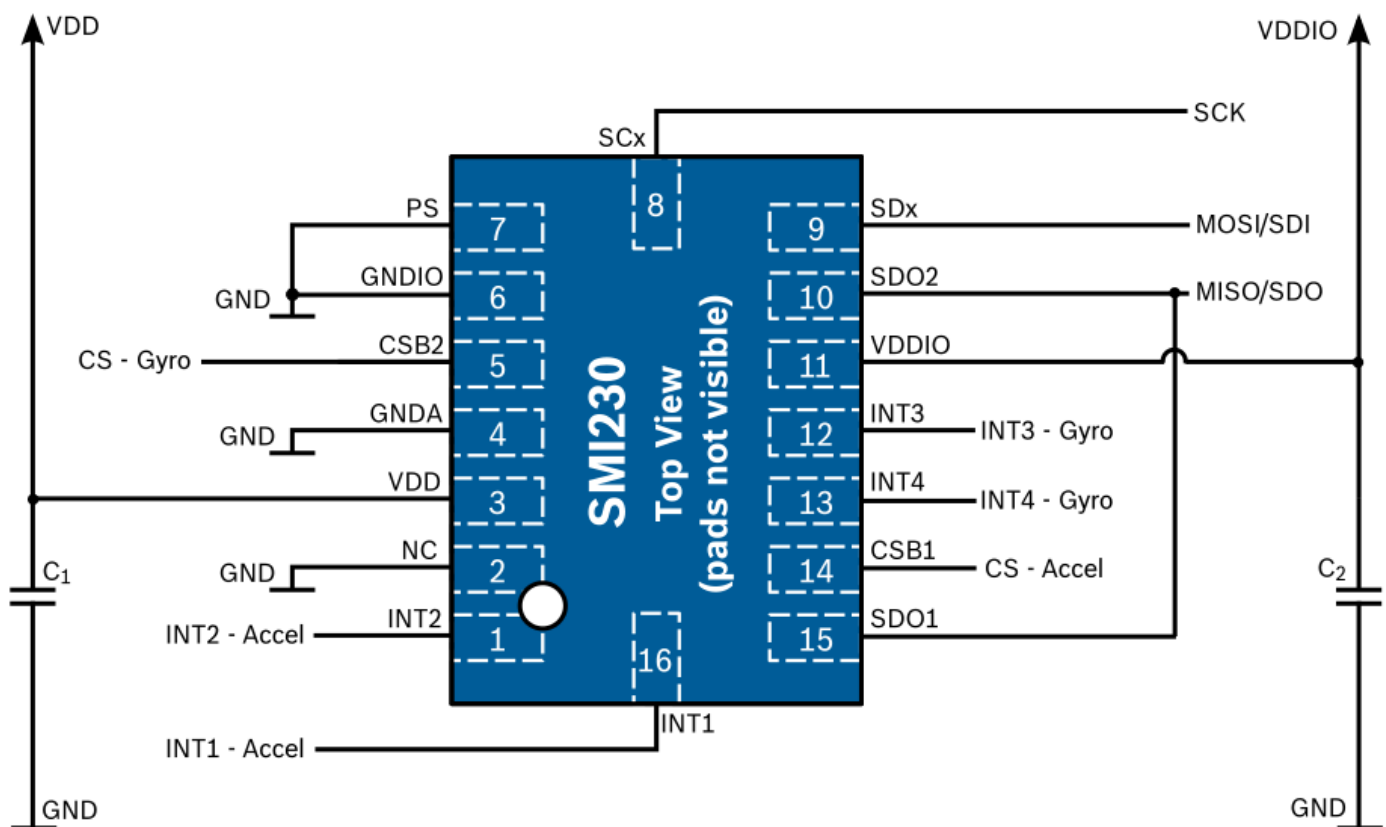 VDD
VDDIO
SCK
SCx
8
PS
7
SDx
9
MOSI/SDI
GNDIO
6
GND
SDO2
10
MISO/SDO
CSB2
5
CS - Gyro
VDDIO
11
GNDA
4
GND
INT3
12
INT3 - Gyro
VDD
3
INT4
13
INT4 - Gyro
NC
2
GND
CSB1
14
CS - Accel
INT2
1
INT2 - Accel
SDO1
15
SMI230
Top View
(pads not visible)
16
INT1
INT1 - Accel
C1
C2
GND
GND